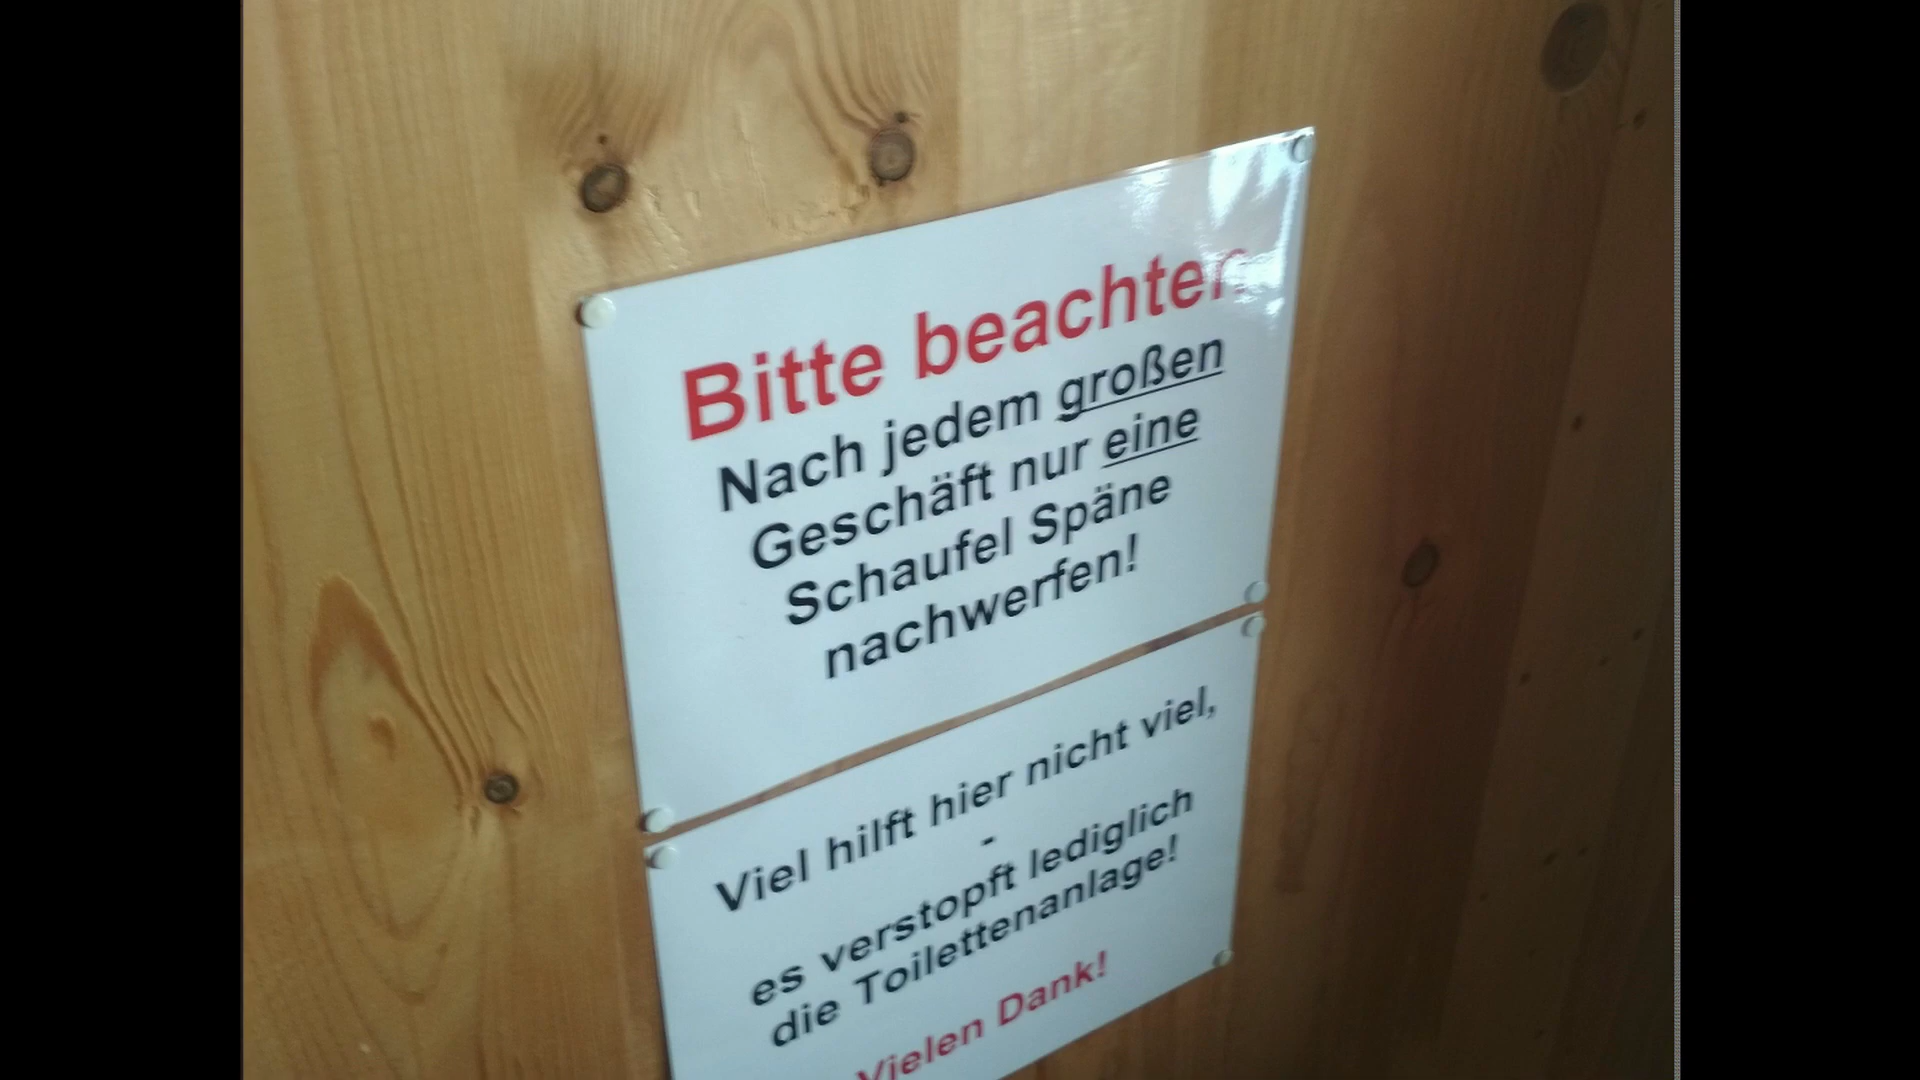 Bitte beachten
Nach jedem großen
Geschäft nur eine
Schaufel Späne
nachwerfen!
Viel hilft hier nicht viel,
-
es verstopft lediglich
die Toilettenanlage!
Vielen Dank!